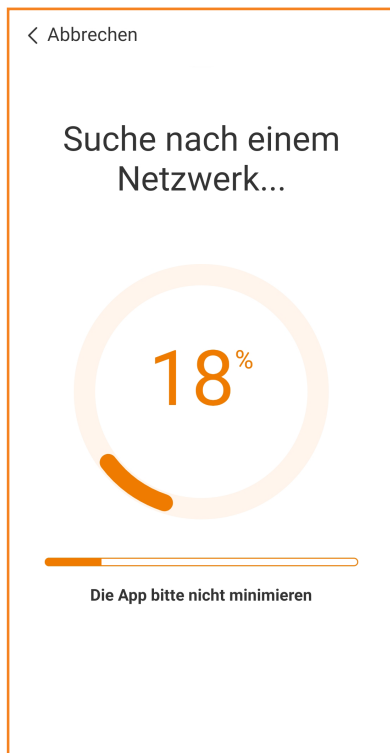 Abbrechen
Suche nach einem
Netzwerk...
18%
Die App bitte nicht minimieren